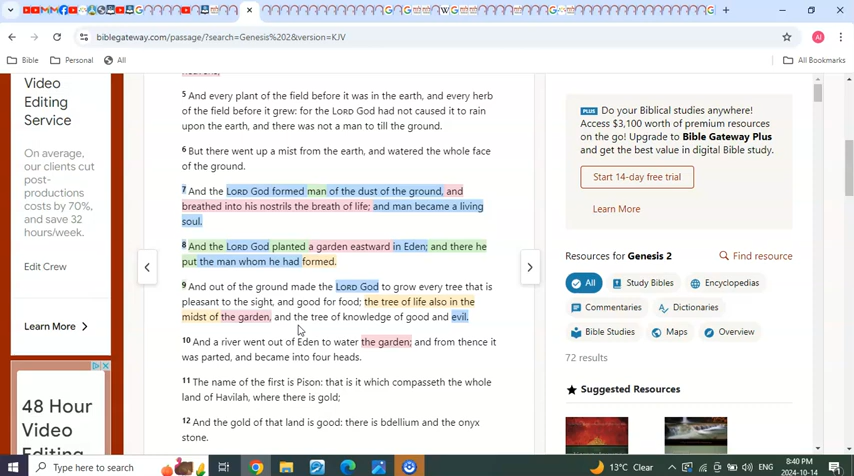 biblegateway.com/passage/?search=Genesis%202&version=KJV
AI
Bible
Personal
All
All Bookmarks
Video
Editing
Service
On average,
our clients cut
post-
productions
costs by 70%,
and save 32
hours/week.
Edit Crew
Learn More
48 Hour
Video
Editing
heavens,
5 And every plant of the field before it was in the earth, and every herb
of the field before it grew: for the LORD God had not caused it to rain
upon the earth, and there was not a man to till the ground.
6 But there went up a mist from the earth, and watered the whole face
of the ground.
7 And the LORD God formed man of the dust of the ground, and
breathed into his nostrils the breath of life; and man became a living
soul.
8 And the LORD God planted a garden eastward in Eden; and there he
put the man whom he had formed.
9 And out of the ground made the LORD God to grow every tree that is
pleasant to the sight, and good for food; the tree of life also in the
midst of the garden, and the tree of knowledge of good and evil.
10 And a river went out of Eden to water the garden; and from thence it
was parted, and became into four heads.
11 The name of the first is Pison: that is it which compasseth the whole
land of Havilah, where there is gold;
12 And the gold of that land is good: there is bdellium and the onyx
stone.
PLUS Do your Biblical studies anywhere!
Access $3,100 worth of premium resources
on the go! Upgrade to Bible Gateway Plus
and get the best value in digital Bible study.
Start 14-day free trial
Learn More
Resources for Genesis 2
Find resource
All
Study Bibles
Encyclopedias
Commentaries
Dictionaries
Bible Studies
Maps
Overview
72 results
Suggested Resources
Type here to search
13°C Clear
8:40 PM
2024-10-14